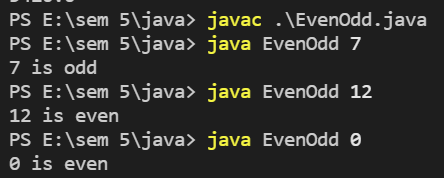 PS E:\sem 5\java> javac .\EvenOdd.java
PS E:\sem 5\java> java EvenOdd 7
7 is odd
PS E:\sem 5\java> java EvenOdd 12
12 is even
PS E:\sem 5\java> java EvenOdd 0
0 is even